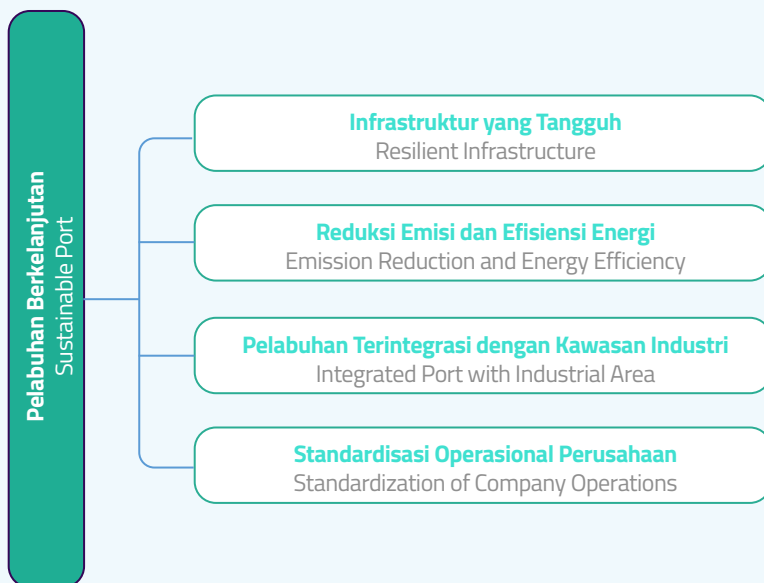 Pelabuhan Berkelanjutan
Sustainable Port
Infrastruktur yang Tangguh
Resilient Infrastructure
Reduksi Emisi dan Efisiensi Energi
Emission Reduction and Energy Efficiency
Pelabuhan Terintegrasi dengan Kawasan Industri
Integrated Port with Industrial Area
Standardisasi Operasional Perusahaan
Standardization of Company Operations